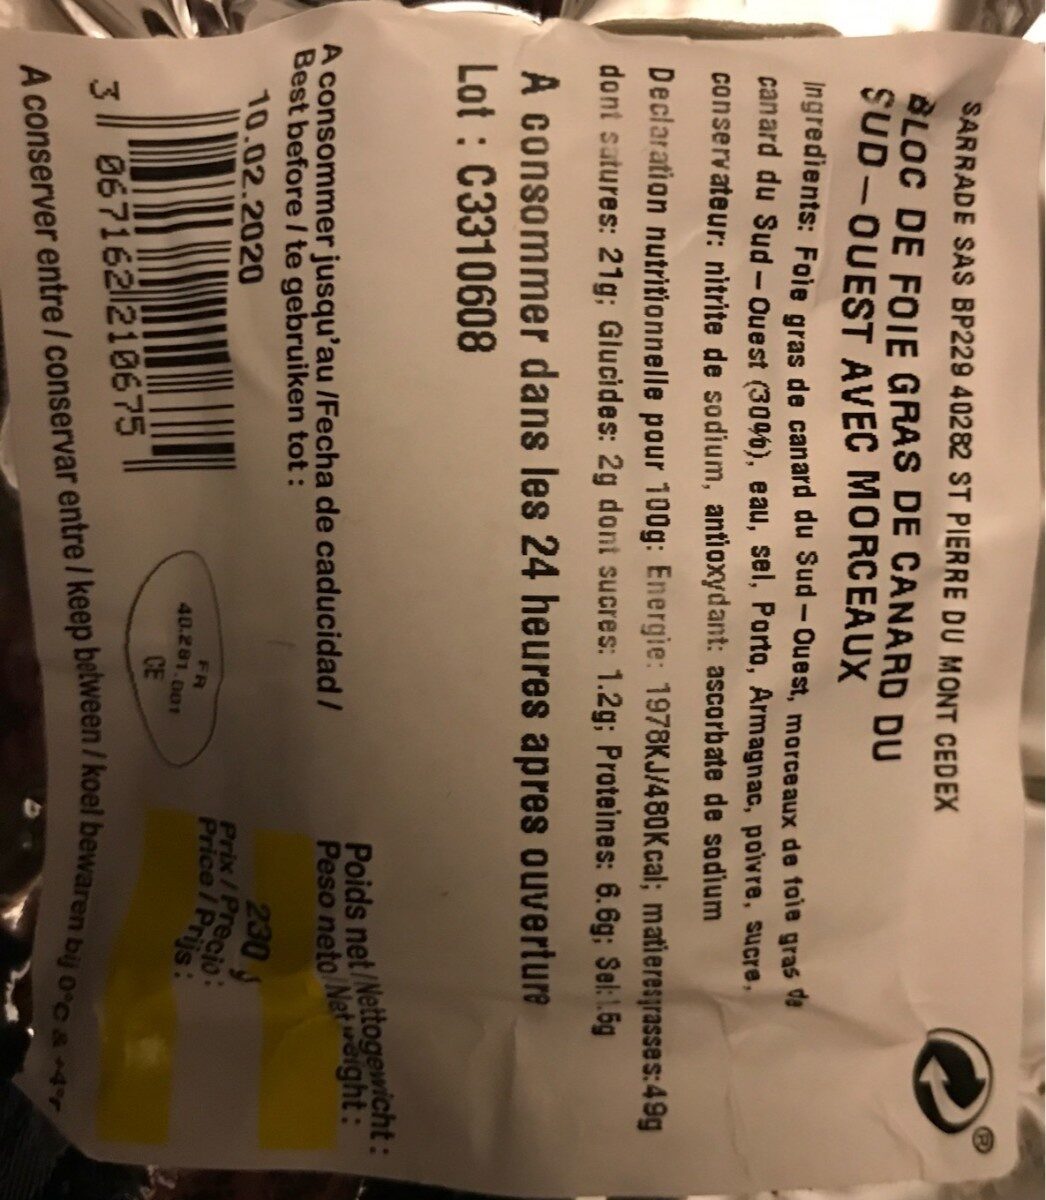 SARRADE SAS BP229 40282 ST PIERRE DU MONT CEDEX
BLOC DE FOIE GRAS DE CANARD DU
SUD-OUEST AVEC MORCEAUX
Ingredients: Foie gras de canard du Sud-Ouest, morceaux de foie gras de
canard du Sud-Ouest (30%), eau, sel, Porto, Armagnac, poivre, sucre,
conservateur: nitrite de sodium, antioxydant: ascorbate de sodium
Declaration nutritionnelle pour 100g: Energie: 1978KJ/480Kcal; matieres grasses:49g
dont satures: 21g; Glucides: 2g dont sucres: 1.2g; Proteines: 6.6g; Sel:
A consommer dans les 24 heures apres ouverture
Lot : C3310608
A consommer jusqu'au /Fecha de caducidad /
Best before / te gebruiken tot :
10.02.2020
3 067162 210675
FR
40.281.001
CE
Poids net /Nettogewicht :
Peso neto /Net weight :
230 g
Prix / Precio :
Price / Prijs :
A conserver entre / conservar entre / keep between / koel bewaren bij 0°C & +4°
®